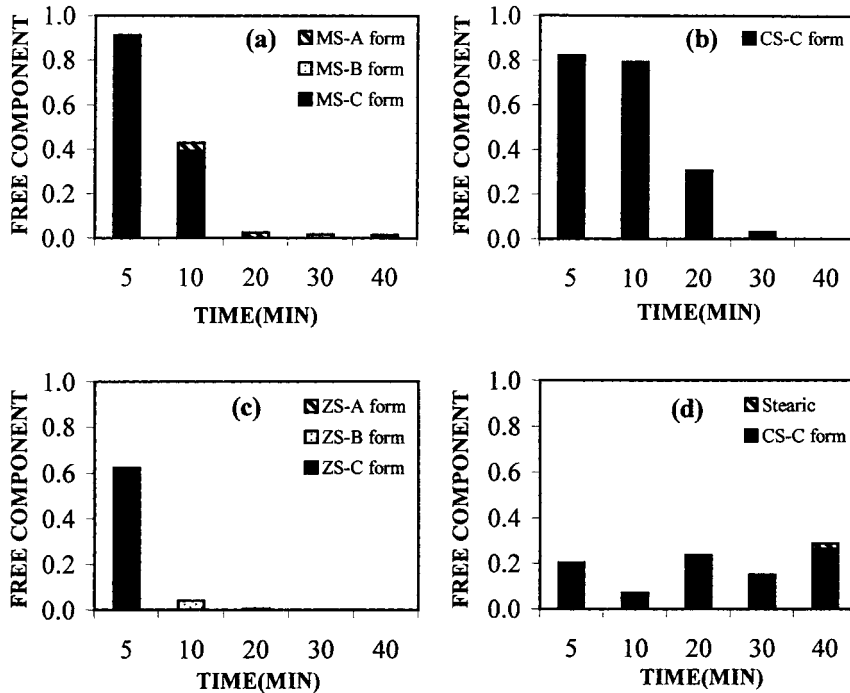 FREE COMPONENT
1.0
0.8
0.6
0.4
0.2
0.0
(a)
MS-A form
MS-B form
MS-C form
5 10 20 30 40
TIME(MIN)
FREE COMPONENT
1.0
0.8
0.6
0.4
0.2
0.0
(b)
CS-C form
5 10 20 30 40
TIME(MIN)
FREE COMPONENT
1.0
0.8
0.6
0.4
0.2
0.0
(c)
ZS-A form
ZS-B form
ZS-C form
5 10 20 30 40
TIME(MIN)
FREE COMPONENT
1.0
0.8
0.6
0.4
0.2
0.0
(d)
Stearic
CS-C form
5 10 20 30 40
TIME(MIN)